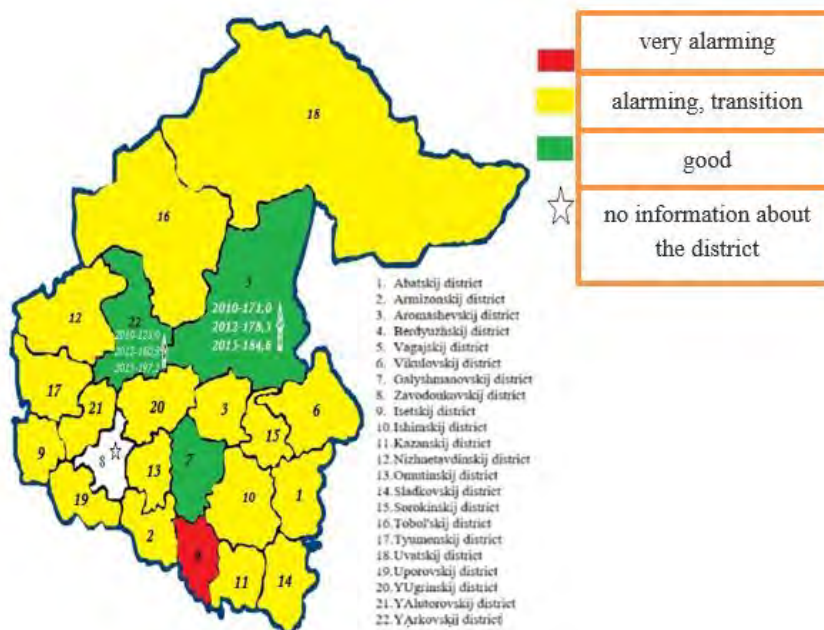 very alarming
alarming, transition
good
no information about
the district
18
16
5
2010-171,0
2012-178,3
2015-184,6
12
22
17
21
20
3
6
15
9
8
13
7
10
1
19
2
11
14
1. Abatskij district
2. Armizonskij district
3. Aromashevskij district
4. Berdyuzhskij district
5. Vagajskij district
6. Vikulovskij district
7. Galyshmanovskij district
8. Zavodoukovskij district
9. Isetskij district
10. Ishimskij district
11. Kazanskij district
12. Nizhnetavdinskij district
13. Omutinskij district
14. Sladkovskij district
15. Sorokinskij district
16. Tobol'skij district
17. Tyumenskij district
18. Uvatskij district
19. Uporovskij district
20. YUgrinskij district
21. YAlutorovskij district
22. YArkovskij district